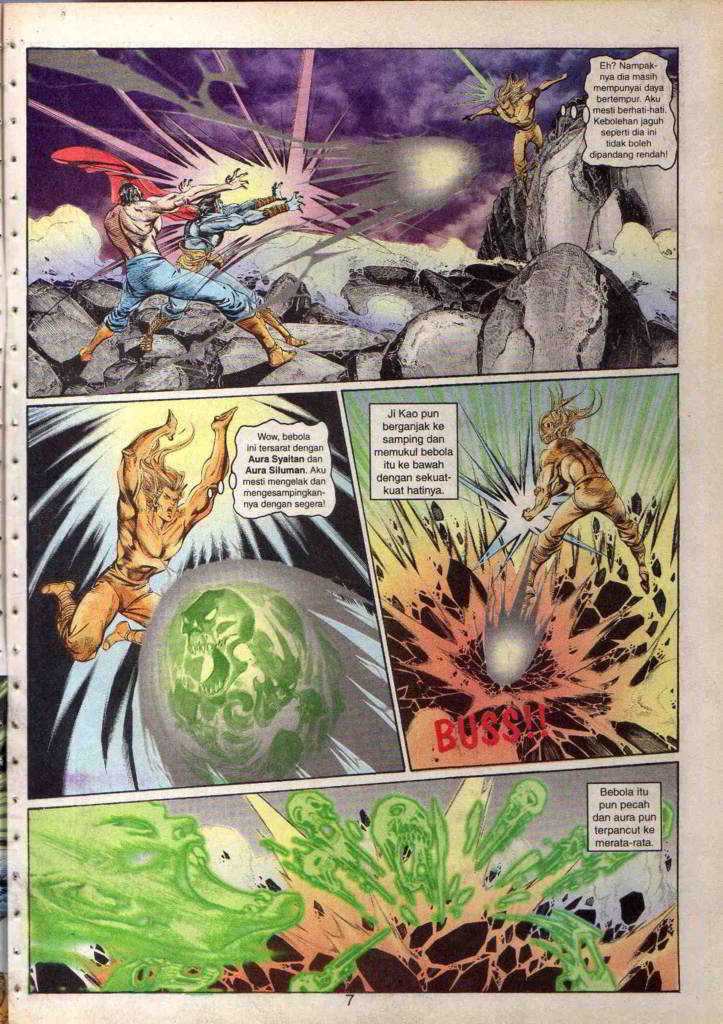 Eh? Nampak-
nya dia masih
mempunyai daya
bertempur. Aku
mesti berhati-hati.
Kebolehan jaguh
seperti dia ini
tidak boleh
dipandang rendah!
Wow, bebola
ini tersarat dengan
Aura Syaitan dan
Aura Siluman. Aku
mesti mengelak dan
mengesampingkan-
nya dengan segera!
Ji Kao pun
berganjak ke
samping dan
memukul bebola
itu ke bawah
dengan sekuat-
kuat hatinya.
BUSS!!
Bebola itu
pun pecah
dan aura pun
terpancut ke
merata-rata.
7